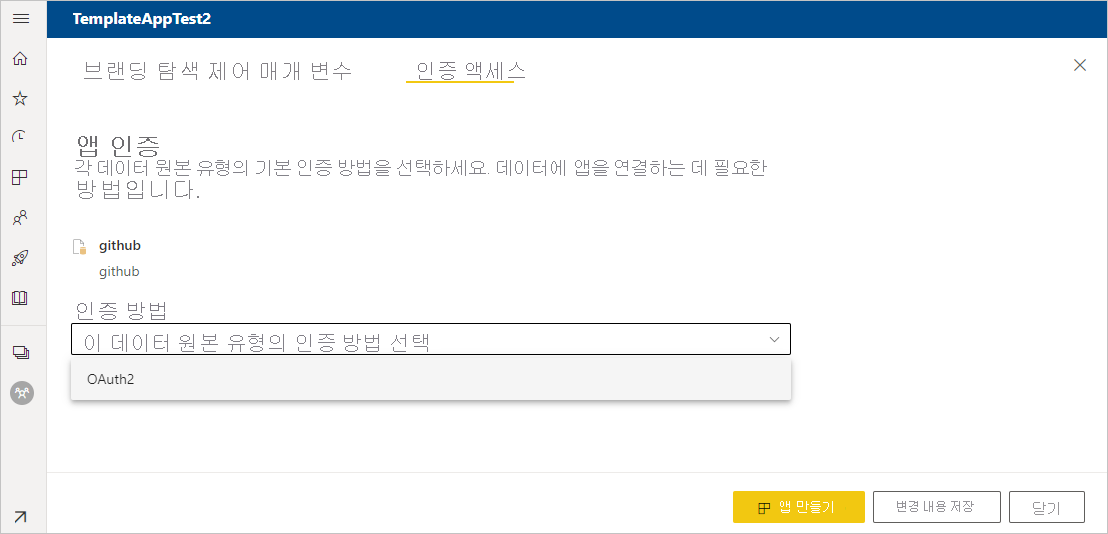 TemplateAppTest2
브랜딩 탐색 제어 매개 변수 인증 액세스
앱 인증
각 데이터 원본 유형의 기본 인증 방법을 선택하세요. 데이터에 앱을 연결하는 데 필요한
방법입니다.
github
github
인증 방법
이 데이터 원본 유형의 인증 방법 선택
OAuth2
앱 만들기 변경 내용 저장 닫기